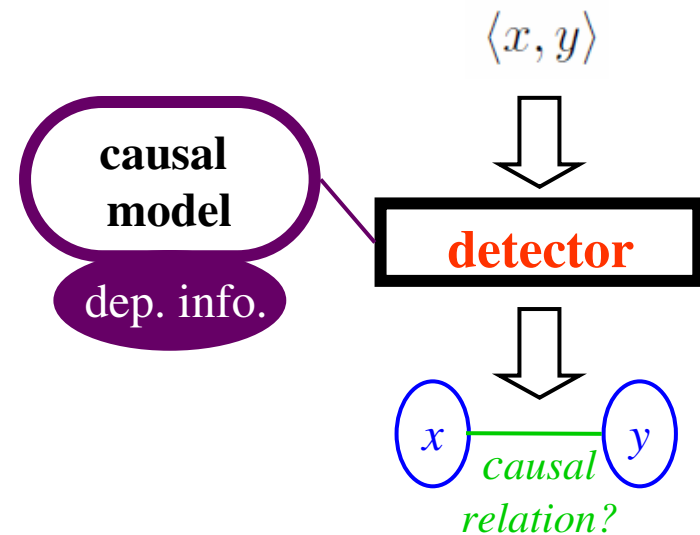 ⟨x, y⟩
causal
model
dep. info.
detector
x
y
causal
relation?